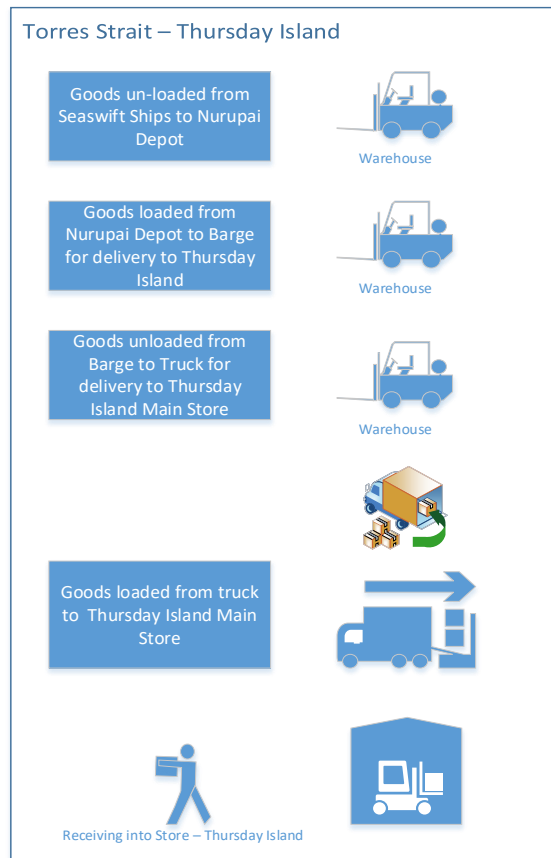 Torres Strait – Thursday Island
Goods un-loaded from
Seaswift Ships to Nurupai
Depot
Warehouse
Goods loaded from
Nurupai Depot to Barge
for delivery to Thursday
Island
Warehouse
Goods unloaded from
Barge to Truck for
delivery to Thursday
Island Main Store
Warehouse
Goods loaded from truck
to Thursday Island Main
Store
Receiving into Store – Thursday Island